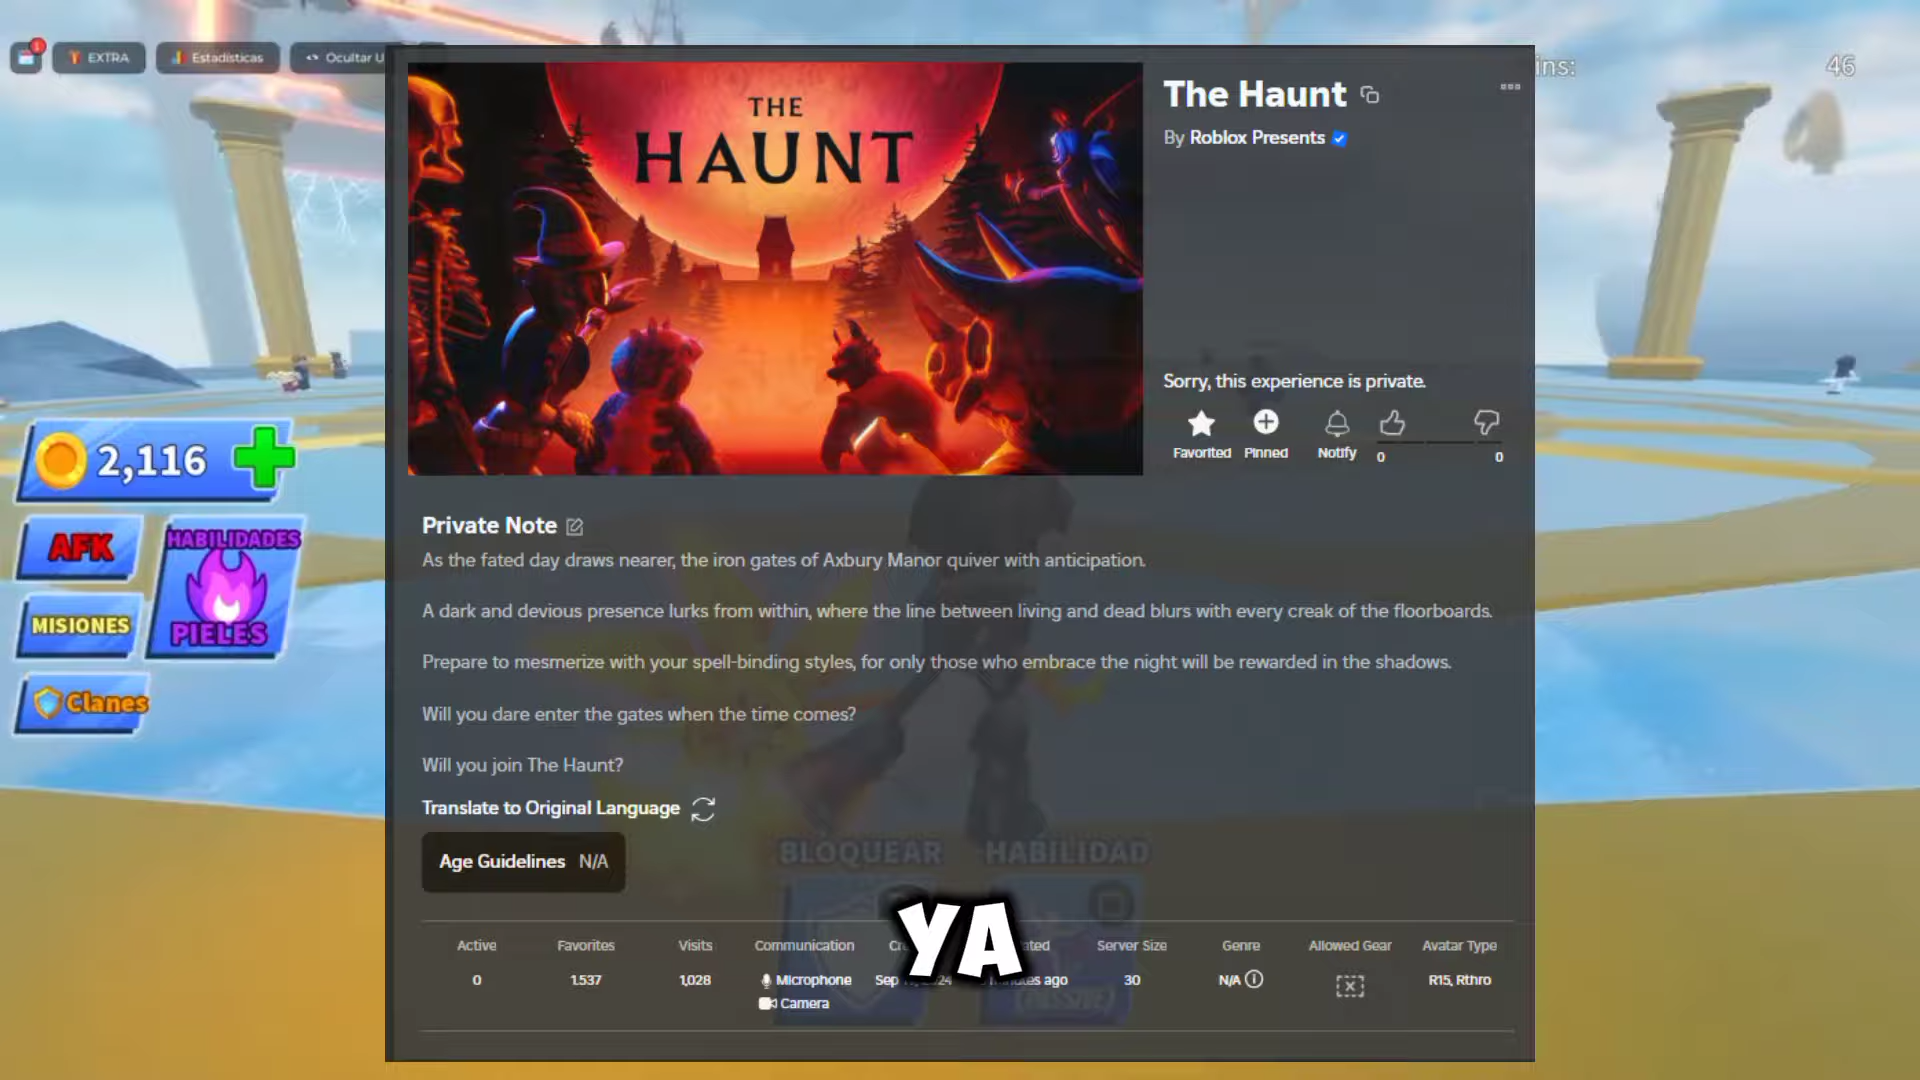 EXTRA
Estadísticas
Ocultar U
ins:
46
THE
HAUNT
The Haunt
By Roblox Presents
Sorry, this experience is private.
Favorited
Pinned
Notify
0
0
2,116
AFK
HABILIDADES
PIELES
MISIONES
Clanes
Private Note
As the fated day draws nearer, the iron gates of Axbury Manor quiver with anticipation.
A dark and devious presence lurks from within, where the line between living and dead blurs with every creak of the floorboards.
Prepare to mesmerize with your spell-binding styles, for only those who embrace the night will be rewarded in the shadows.
Will you dare enter the gates when the time comes?
Will you join The Haunt?
Translate to Original Language
Age Guidelines N/A
BLOQUEAR
HABILIDAD
YA
Active
Favorites
Visits
Communication
Server Size
Genre
Allowed Gear
Avatar Type
0
1.537
1,028
Microphone
Camera
Sep
ago
30
N/A
R15, Rthro